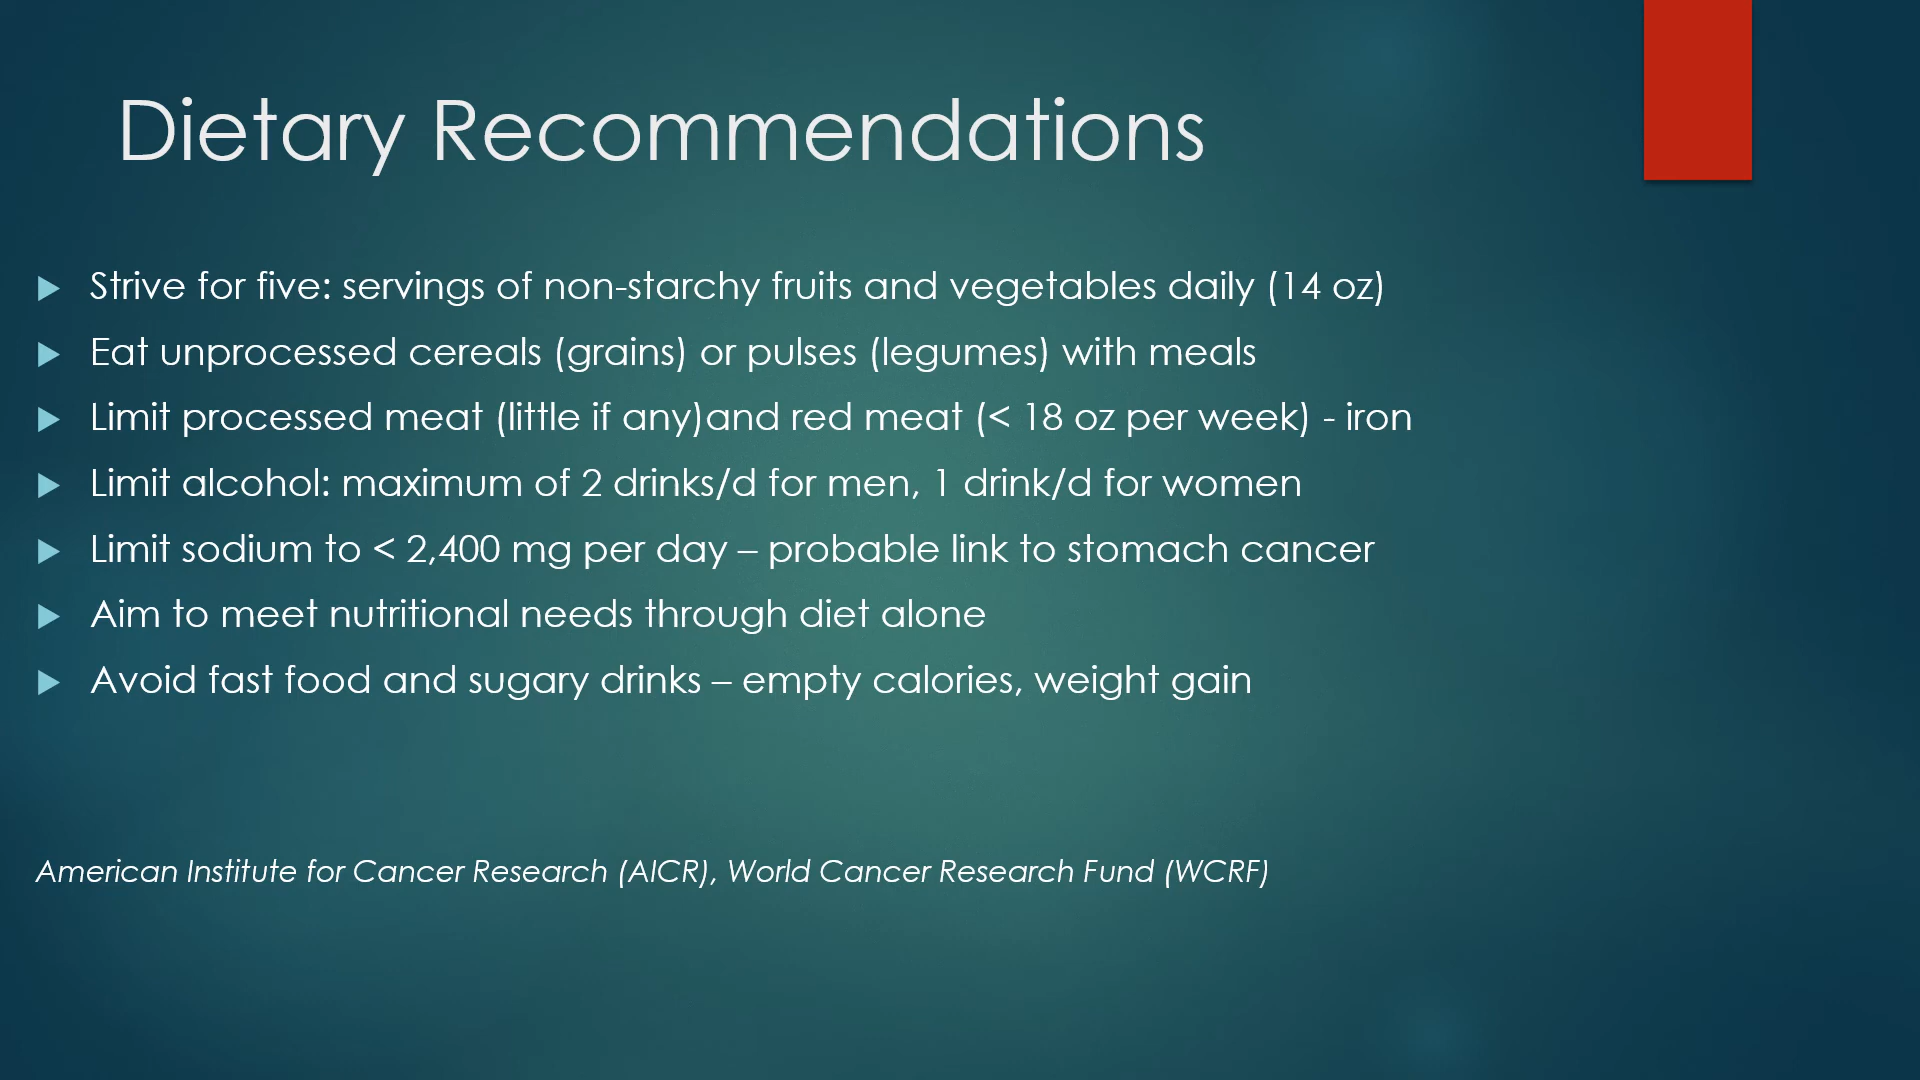 Dietary Recommendations
Strive for five: servings of non-starchy fruits and vegetables daily (14 oz)
Eat unprocessed cereals (grains) or pulses (legumes) with meals
Limit processed meat (little if any)and red meat (< 18 oz per week) - iron
Limit alcohol: maximum of 2 drinks/d for men, 1 drink/d for women
Limit sodium to < 2,400 mg per day – probable link to stomach cancer
Aim to meet nutritional needs through diet alone
Avoid fast food and sugary drinks – empty calories, weight gain
American Institute for Cancer Research (AICR), World Cancer Research Fund (WCRF)